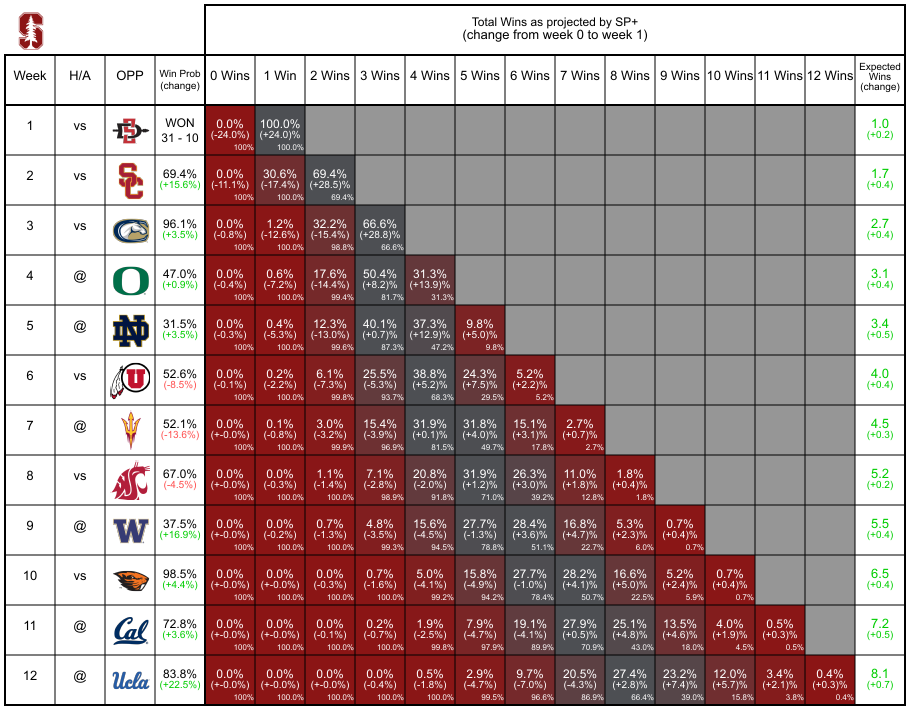 S
Total Wins as projected by SP+
(change from week 0 to week 1)
Week H/A OPP Win Prob (change) 0 Wins 1 Win 2 Wins 3 Wins 4 Wins 5 Wins 6 Wins 7 Wins 8 Wins 9 Wins 10 Wins 11 Wins 12 Wins Expected Wins (change)
1 vs SD WON 0.0% 100.0% 1.0
31 - 10 (-24.0%) (+24.0)% (+0.2)
100% 100.0%
2 vs SC 69.4% 0.0% 30.6% 69.4% 1.7
(+15.6%) (-11.1%) (-17.4%) (+28.5)% (+0.4)
100% 100.0% 69.4%
3 vs C 96.1% 0.0% 1.2% 32.2% 66.6% 2.7
(+3.5%) (-0.8%) (-12.6%) (-15.4%) (+28.8)% (+0.4)
100% 100.0% 98.8% 66.6%
4 @ O 47.0% 0.0% 0.6% 17.6% 50.4% 31.3% 3.1
(+0.9%) (-0.4%) (-7.2%) (-14.4%) (+8.2)% (+13.9)% (+0.4)
100% 100.0% 99.4% 81.7% 31.3%
5 @ ND 31.5% 0.0% 0.4% 12.3% 40.1% 37.3% 9.8% 3.4
(+3.5%) (-0.3%) (-5.3%) (-13.0%) (+0.7)% (+12.9)% (+5.0)% (+0.5)
100% 100.0% 99.6% 87.3% 47.2% 9.8%
6 vs U 52.6% 0.0% 0.2% 6.1% 25.5% 38.8% 24.3% 5.2% 4.0
(-8.5%) (-0.1%) (-2.2%) (-7.3%) (-5.3%) (+5.2)% (+7.5)% (+2.2)% (+0.4)
100% 100.0% 99.8% 93.7% 68.3% 29.5% 5.2%
7 @ 52.1% 0.0% 0.1% 3.0% 15.4% 31.9% 31.8% 15.1% 2.7% 4.5
(-13.6%) (+-0.0%) (-0.8%) (-3.2%) (-3.9%) (+0.1)% (+4.0)% (+3.1)% (+0.7)% (+0.3)
100% 100.0% 99.9% 96.9% 81.5% 49.7% 17.8% 2.7%
8 vs 67.0% 0.0% 0.0% 1.1% 7.1% 20.8% 31.9% 26.3% 11.0% 1.8% 5.2
(-4.5%) (+-0.0%) (-0.3%) (-1.4%) (-2.8%) (-2.0%) (+1.2)% (+3.0)% (+1.8)% (+0.4)% (+0.2)
100% 100.0% 100.0% 98.9% 91.8% 71.0% 39.2% 12.8% 1.8%
9 @ W 37.5% 0.0% 0.0% 0.7% 4.8% 15.6% 27.7% 28.4% 16.8% 5.3% 0.7% 5.5
(+16.9%) (+-0.0%) (-0.2%) (-1.3%) (-3.5%) (-4.5%) (-1.3%) (+3.6)% (+4.7)% (+2.3)% (+0.4)% (+0.4)
100% 100.0% 100.0% 99.3% 94.5% 78.8% 51.1% 22.7% 6.0% 0.7%
10 vs 98.5% 0.0% 0.0% 0.0% 0.7% 5.0% 15.8% 27.7% 28.2% 16.6% 5.2% 0.7% 6.5
(+4.4%) (+-0.0%) (+-0.0%) (-0.3%) (-1.6%) (-4.1%) (-4.9%) (-1.0%) (+4.1)% (+5.0)% (+2.4)% (+0.4)% (+0.4)
100% 100.0% 100.0% 100.0% 99.2% 94.2% 78.4% 50.7% 22.5% 5.9% 0.7%
11 @ Cal 72.8% 0.0% 0.0% 0.0% 0.2% 1.9% 7.9% 19.1% 27.9% 25.1% 13.5% 4.0% 0.5% 7.2
(+3.6%) (+-0.0%) (+-0.0%) (-0.1%) (-0.7%) (-2.5%) (-4.7%) (-4.1%) (+0.5)% (+4.8)% (+4.6)% (+1.9)% (+0.3)% (+0.5)
100% 100.0% 100.0% 100.0% 99.8% 97.9% 89.9% 70.9% 43.0% 18.0% 4.5% 0.5%
12 @ Ucla 83.8% 0.0% 0.0% 0.0% 0.0% 0.5% 2.9% 9.7% 20.5% 27.4% 23.2% 12.0% 3.4% 0.4% 8.1
(+22.5%) (+-0.0%) (+-0.0%) (+-0.0%) (-0.4%) (-1.8%) (-4.7%) (-7.0%) (-4.3%) (+2.8)% (+7.4)% (+5.7)% (+2.1)% (+0.3)% (+0.7)
100% 100.0% 100.0% 100.0% 100.0% 99.5% 96.6% 86.9% 66.4% 39.0% 15.8% 3.8% 0.4%